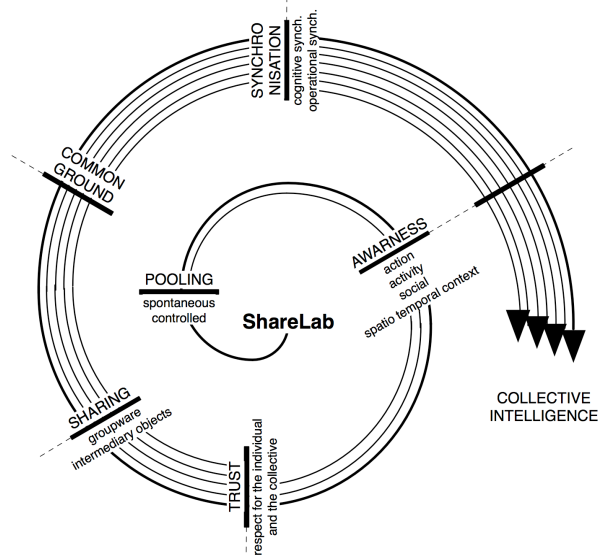 SYNCHRO
NISATION
cognitive synch.
operational synch.
COMMON
GROUND
AWARNESS
action
activity
social
spatio temporal context
POOLING
spontaneous
controlled
ShareLab
SHARING
groupware
intermediary objects
TRUST
respect for the individual
and the collective
COLLECTIVE
INTELLIGENCE